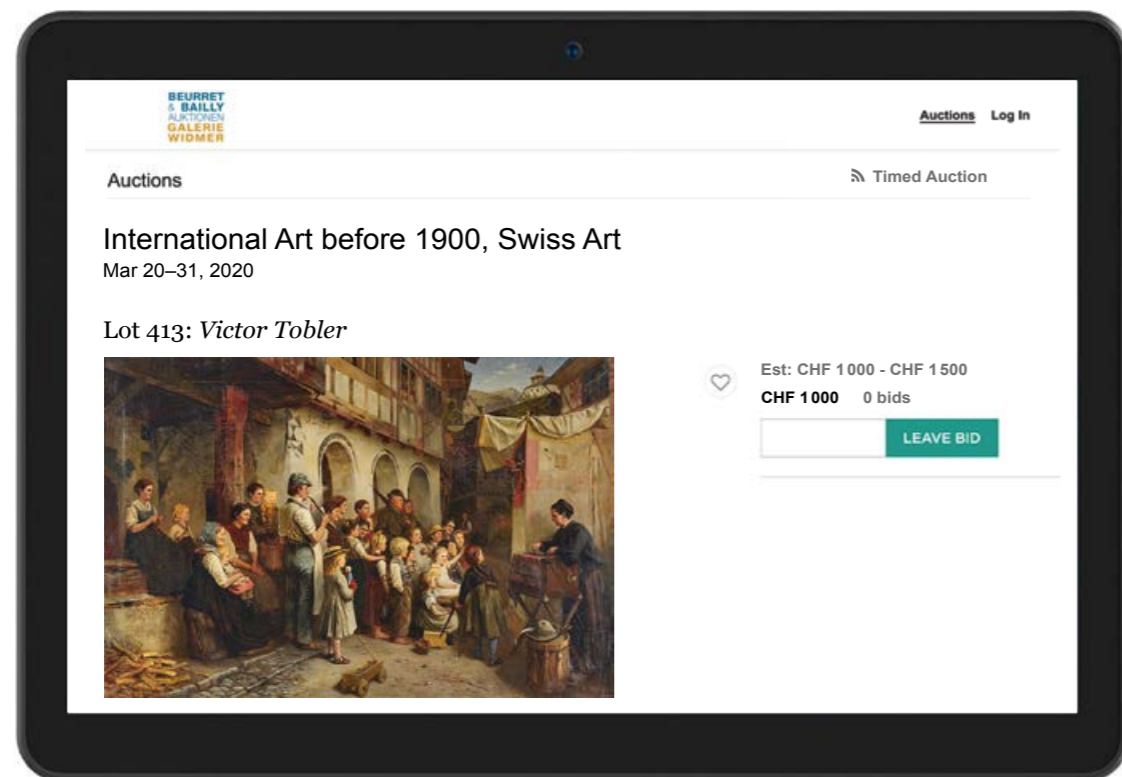 BEURRET
& BAILLY
AUKTIONEN
GALERIE
WIDMER
Auctions Log In
Auctions
Timed Auction
International Art before 1900, Swiss Art
Mar 20–31, 2020
Lot 413: Victor Tobler
Est: CHF 1 000 - CHF 1 500
CHF 1 000 0 bids
LEAVE BID